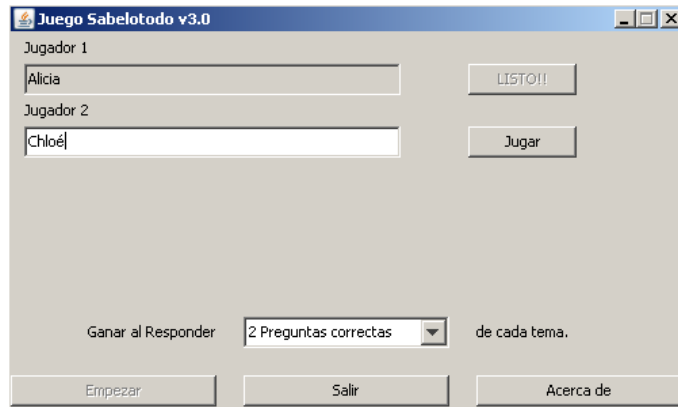 Juego Sabelotodo v3.0
Jugador 1
Alicia LISTO!!
Jugador 2
Chloé Jugar
Ganar al Responder 2 Preguntas correctas de cada tema.
Empezar Salir Acerca de